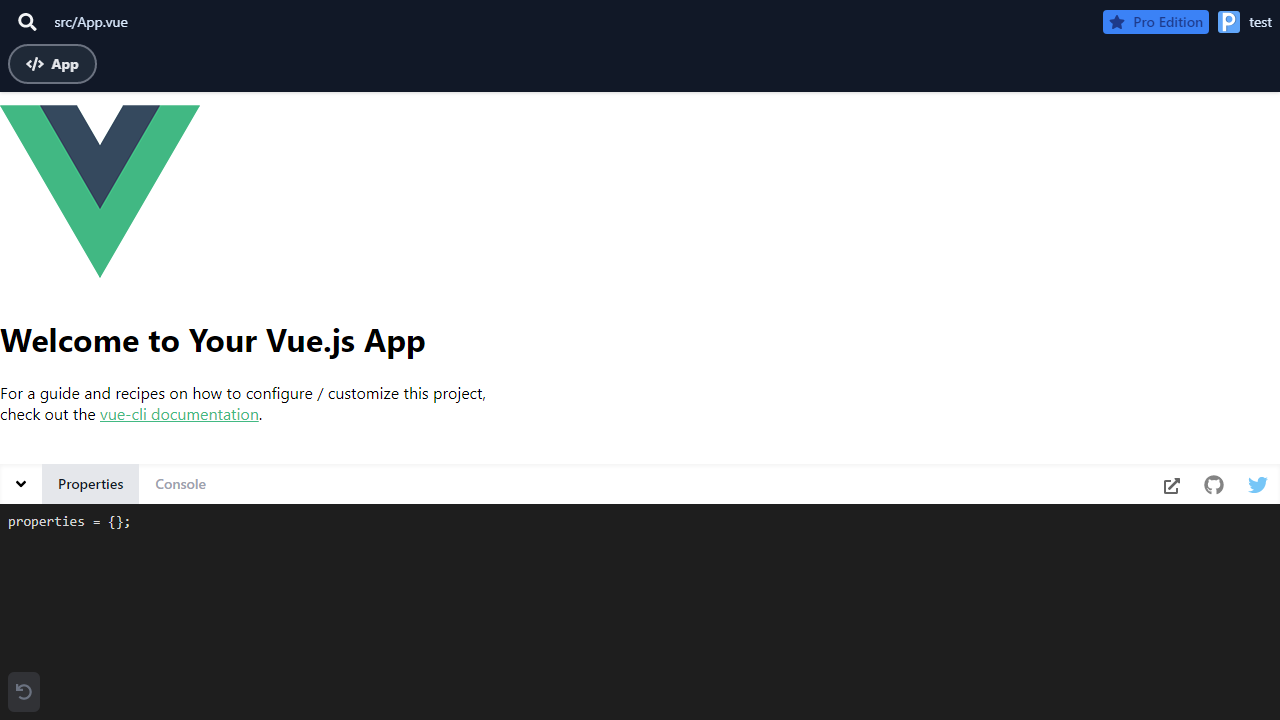 src/App.vue
Pro Edition
P
test
App
Welcome to Your Vue.js App
For a guide and recipes on how to configure / customize this project,
check out the vue-cli documentation.
Properties
Console
properties = {};